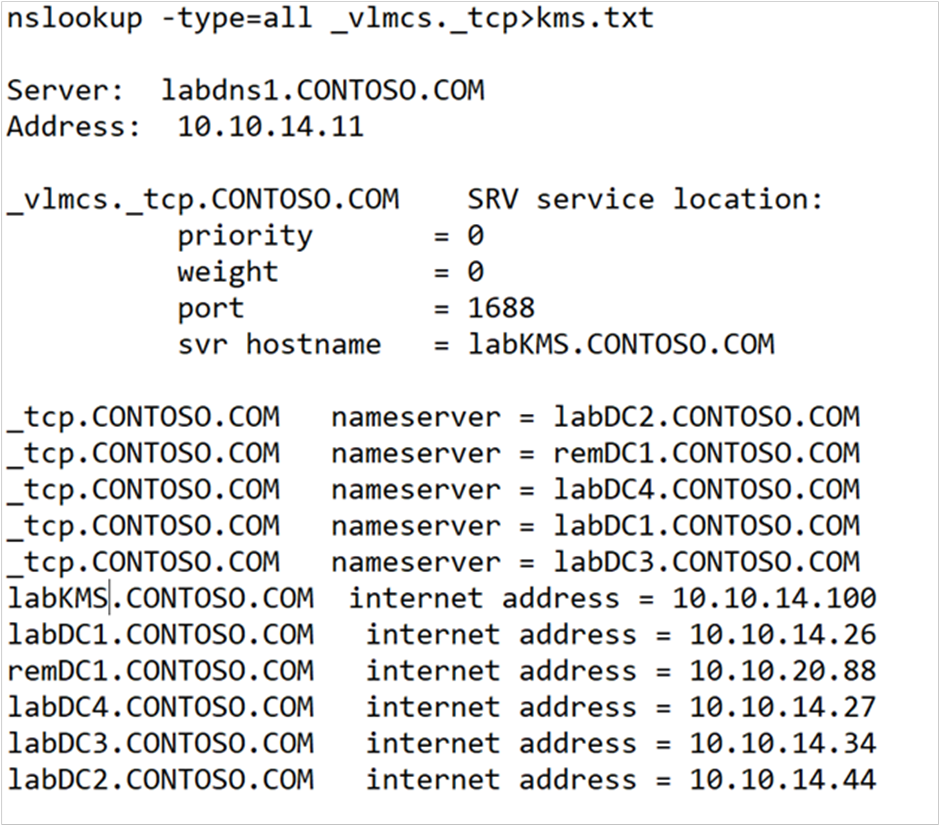 nslookup -type=all _vlmcs._tcp>kms.txt
Server: labdns1.CONTOSO.COM
Address: 10.10.14.11
_vlmcs._tcp.CONTOSO.COM SRV service location:
priority = 0
weight = 0
port = 1688
svr hostname = labKMS.CONTOSO.COM
_tcp.CONTOSO.COM nameserver = labDC2.CONTOSO.COM
_tcp.CONTOSO.COM nameserver = remDC1.CONTOSO.COM
_tcp.CONTOSO.COM nameserver = labDC4.CONTOSO.COM
_tcp.CONTOSO.COM nameserver = labDC1.CONTOSO.COM
_tcp.CONTOSO.COM nameserver = labDC3.CONTOSO.COM
labKMS.CONTOSO.COM internet address = 10.10.14.100
labDC1.CONTOSO.COM internet address = 10.10.14.26
remDC1.CONTOSO.COM internet address = 10.10.20.88
labDC4.CONTOSO.COM internet address = 10.10.14.27
labDC3.CONTOSO.COM internet address = 10.10.14.34
labDC2.CONTOSO.COM internet address = 10.10.14.44